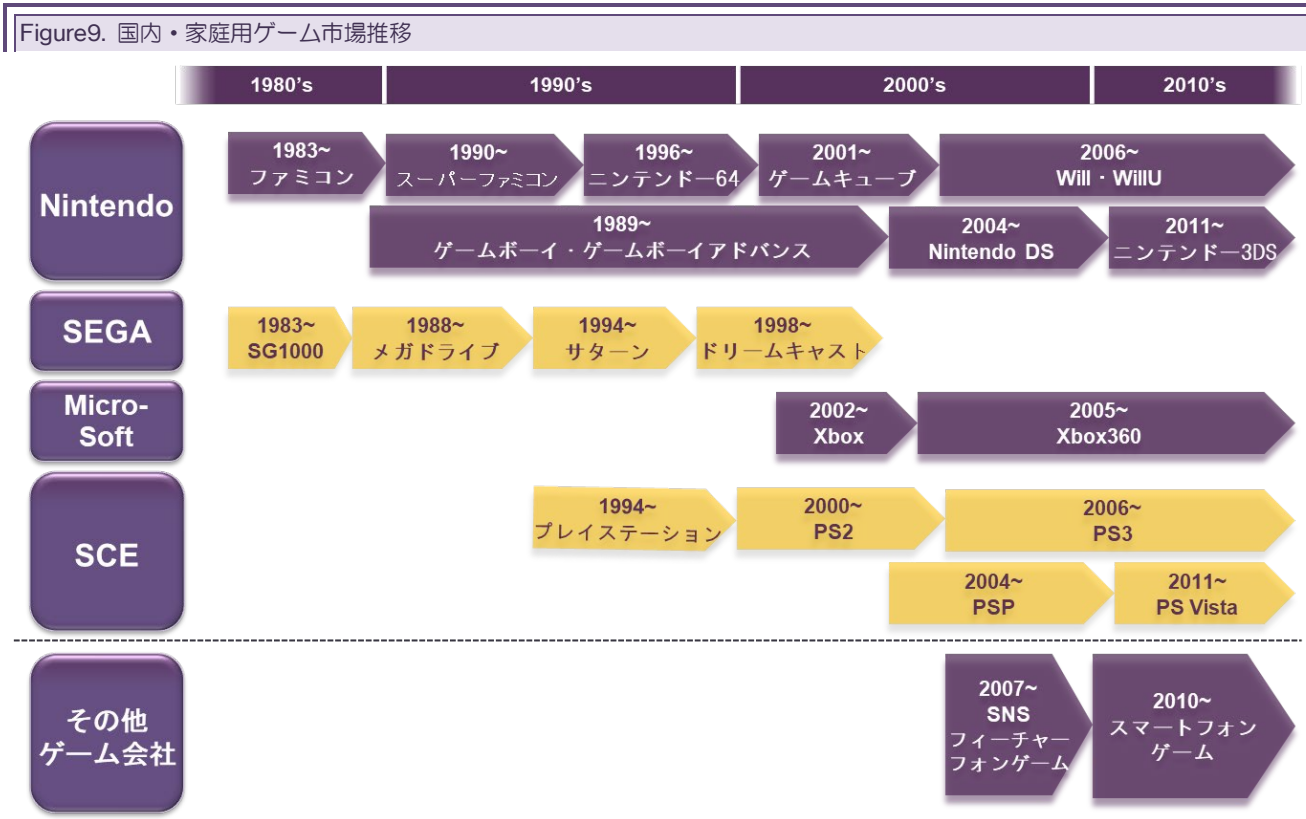 Figure9. 国内・家庭用ゲーム市場推移
1980's
1990's
2000's
2010's
Nintendo
1983~
ファミコン
1990~
スーパーファミコン
1996~
ニンテンドー64
2001~
ゲームキューブ
2006~
Will・WillU
1989~
ゲームボーイ・ゲームボーイアドバンス
2004~
Nintendo DS
2011~
ニンテンドー3DS
SEGA
1983~
SG1000
1988~
メガドライブ
1994~
サターン
1998~
ドリームキャスト
Micro-
Soft
2002~
Xbox
2005~
Xbox360
SCE
1994~
プレイステーション
2000~
PS2
2006~
PS3
2004~
PSP
2011~
PS Vista
その他
ゲーム会社
2007~
SNS
フィーチャー
フォンゲーム
2010~
スマートフォン
ゲーム